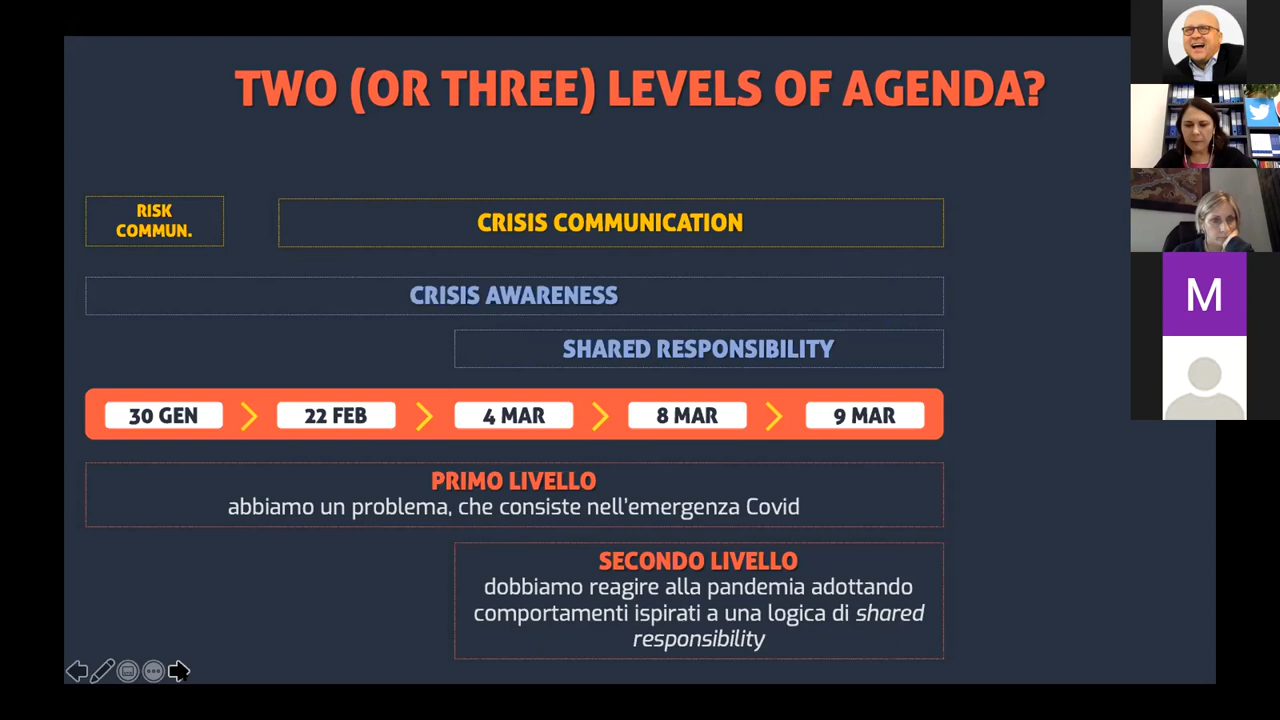 TWO (OR THREE) LEVELS OF AGENDA?
RISK
COMMUN.
CRISIS COMMUNICATION
CRISIS AWARENESS
SHARED RESPONSIBILITY
30 GEN
22 FEB
4 MAR
8 MAR
9 MAR
PRIMO LIVELLO
abbiamo un problema, che consiste nell'emergenza Covid
SECONDO LIVELLO
dobbiamo reagire alla pandemia adottando
comportamenti ispirati a una logica di shared
responsibility
M